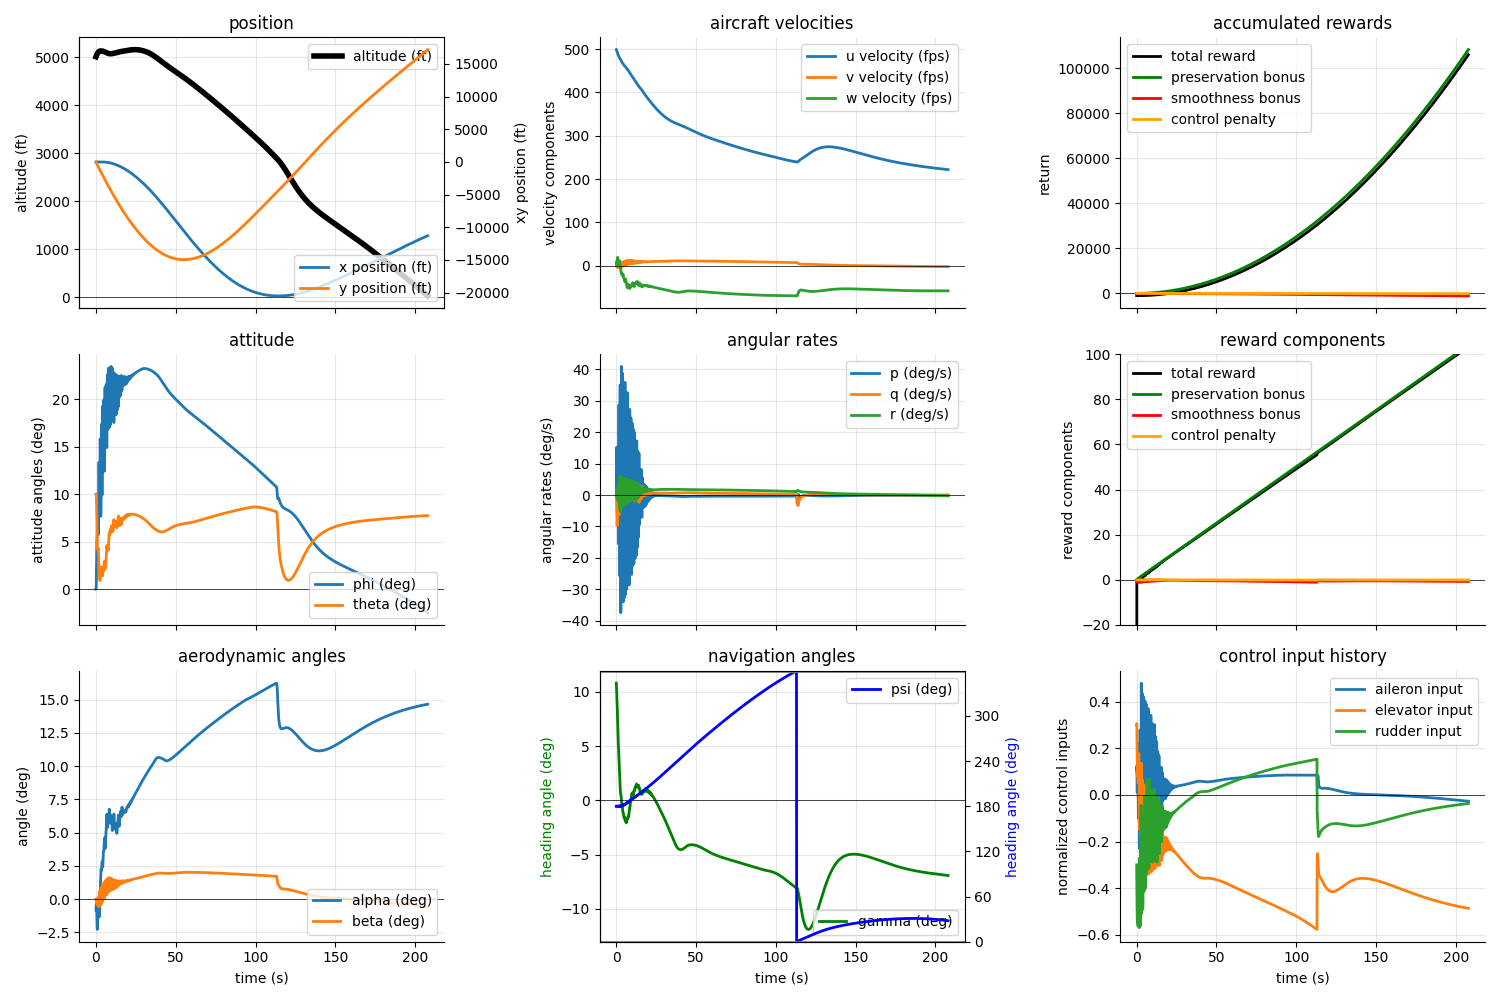 position
altitude (ft)
5000
4000
3000
2000
1000
0
altitude (ft)
x position (ft)
y position (ft)
15000
10000
5000
0
−5000
−10000
−15000
−20000
xy position (ft)
aircraft velocities
velocity components
500
400
300
200
100
0
u velocity (fps)
v velocity (fps)
w velocity (fps)
accumulated rewards
return
100000
80000
60000
40000
20000
0
total reward
preservation bonus
smoothness bonus
control penalty
attitude
attitude angles (deg)
20
15
10
5
0
phi (deg)
theta (deg)
angular rates
angular rates (deg/s)
40
30
20
10
0
−10
−20
−30
−40
p (deg/s)
q (deg/s)
r (deg/s)
reward components
reward components
100
80
60
40
20
0
−20
total reward
preservation bonus
smoothness bonus
control penalty
aerodynamic angles
angle (deg)
15.0
12.5
10.0
7.5
5.0
2.5
0.0
−2.5
alpha (deg)
beta (deg)
0
50
100
150
200
time (s)
navigation angles
heading angle (deg)
10
5
0
−5
−10
psi (deg)
gamma (deg)
300
240
180
120
60
0
heading angle (deg)
0
50
100
150
200
time (s)
control input history
normalized control inputs
0.4
0.2
0.0
−0.2
−0.4
−0.6
aileron input
elevator input
rudder input
0
50
100
150
200
time (s)